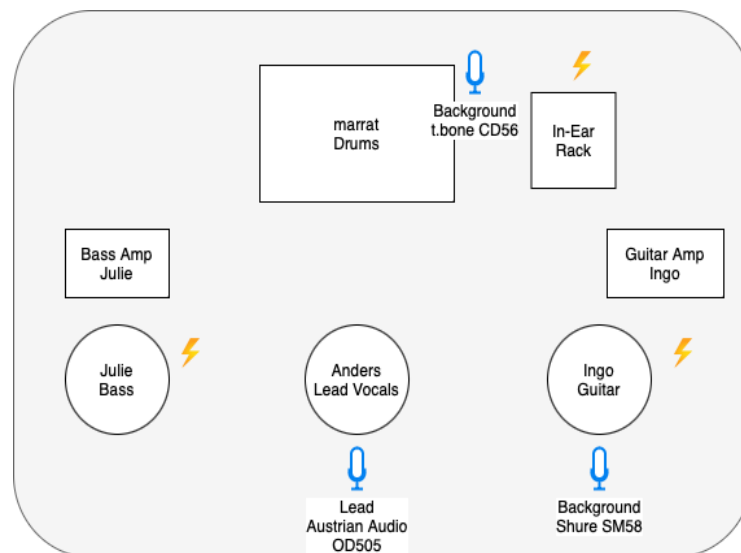 marrat
Drums
Background
t.bone CD56
In-Ear
Rack
Bass Amp
Julie
Guitar Amp
Ingo
Julie
Bass
Anders
Lead Vocals
Ingo
Guitar
Lead
Austrian Audio
OD505
Background
Shure SM58